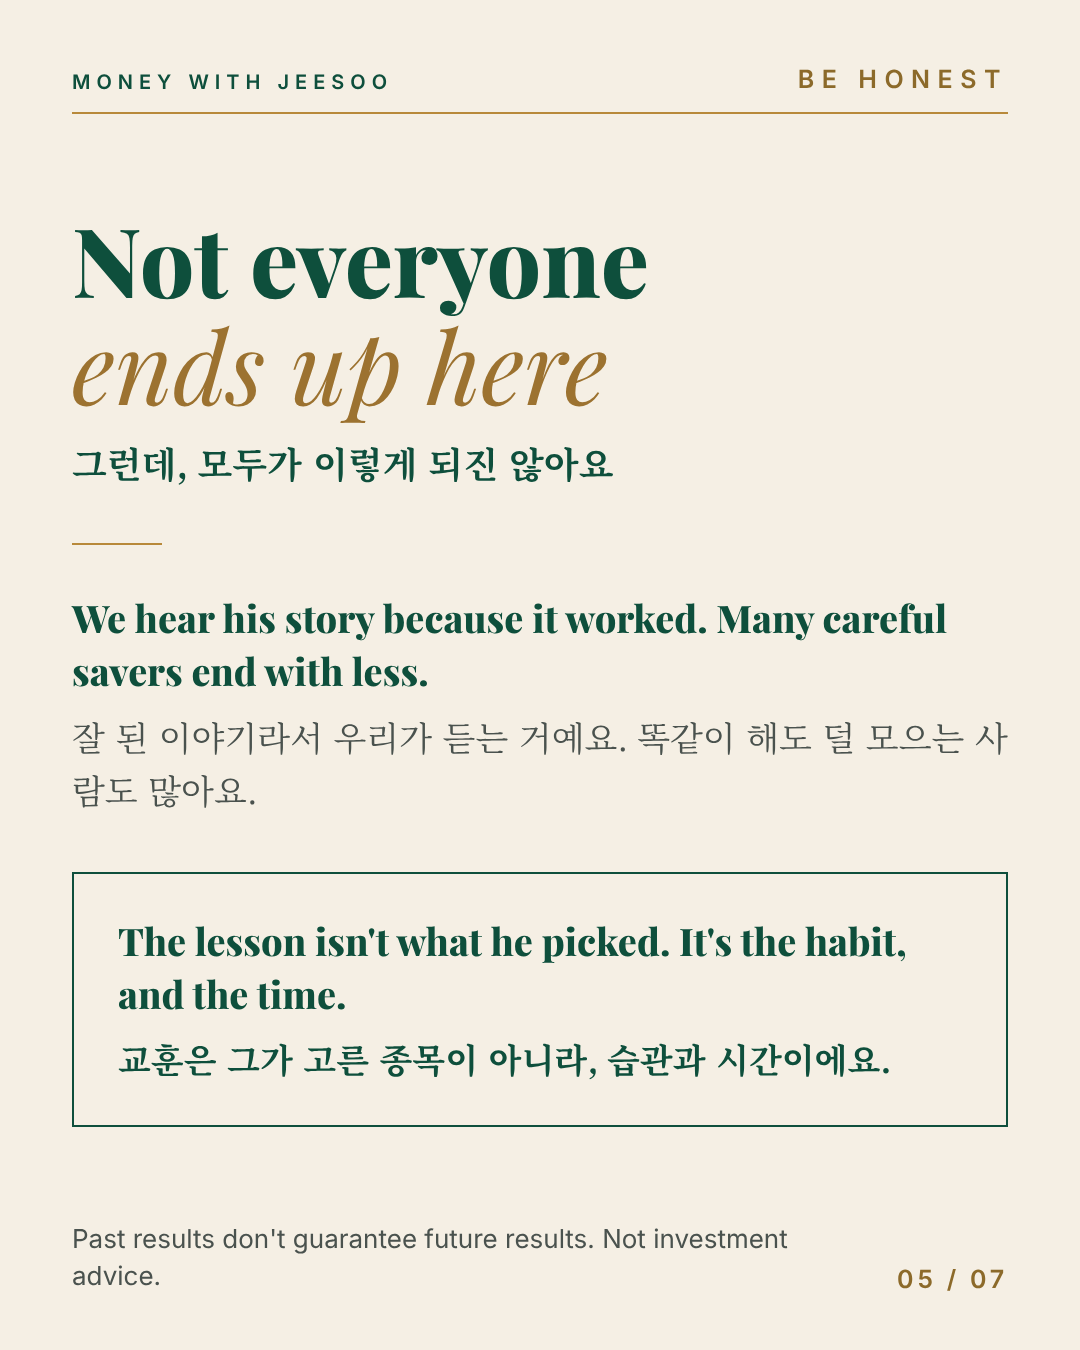 MONEY WITH JEESOO
BE HONEST
Not everyone
ends up here
그런데, 모두가 이렇게 되진 않아요
We hear his story because it worked. Many careful
savers end with less.
잘 된 이야기라서 우리가 듣는 거예요. 똑같이 해도 덜 모으는 사
람도 많아요.
The lesson isn't what he picked. It's the habit,
and the time.
교훈은 그가 고른 종목이 아니라, 습관과 시간이에요.
Past results don't guarantee future results. Not investment
advice.
05 / 07